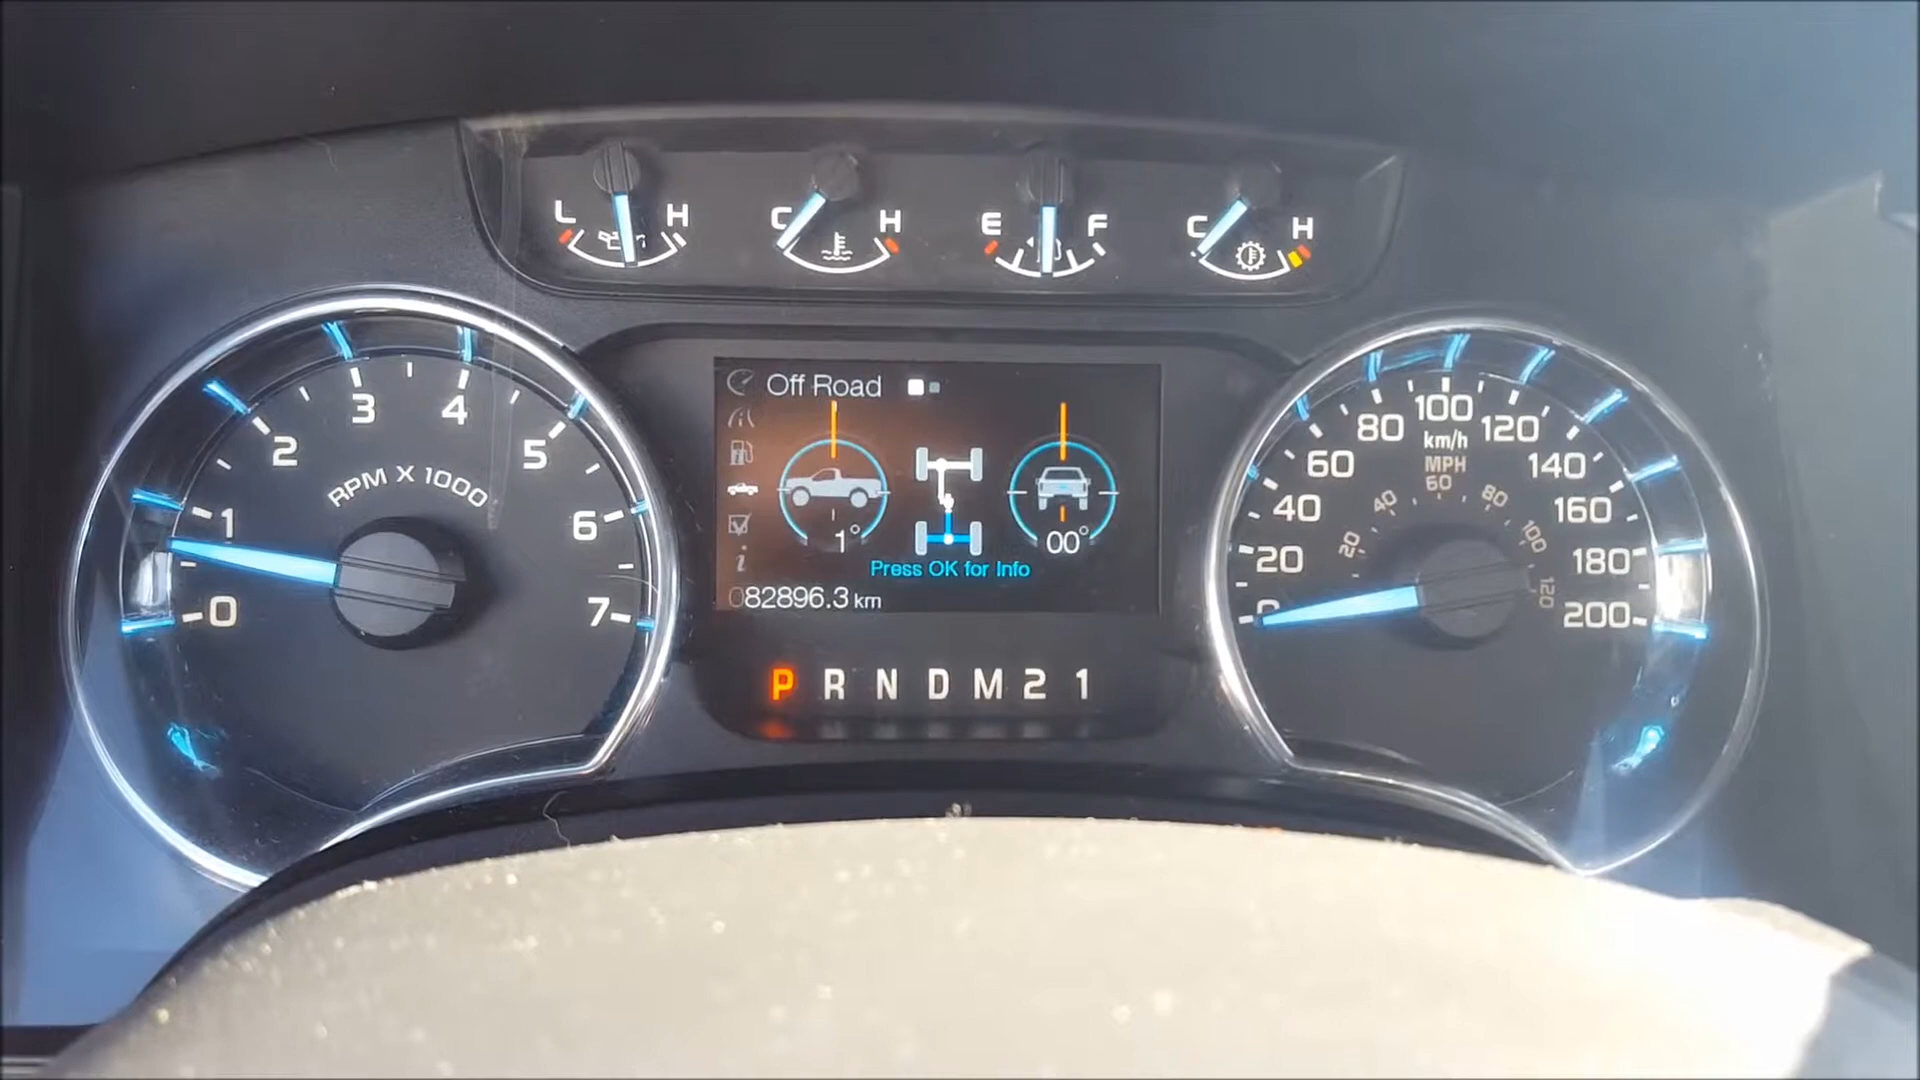 L H
C H
E F
C H
0 1 2 3 4 5 6 7
RPM X 1000
Off Road
1° 00°
Press OK for Info
082896.3 km
P R N D M 2 1
0 20 40 60 80 100 120 140 160 180 200
km/h
MPH
20 40 60 80 100 120